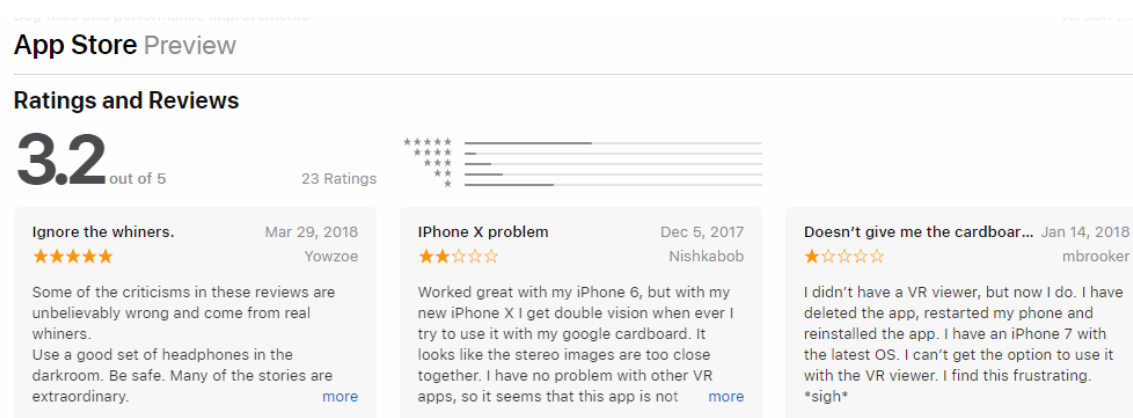 App Store Preview
Ratings and Reviews
3.2 out of 5
23 Ratings
Ignore the whiners.
Mar 29, 2018
Yowzoe
Some of the criticisms in these reviews are
unbelievably wrong and come from real
whiners.
Use a good set of headphones in the
darkroom. Be safe. Many of the stories are
extraordinary.
more
IPhone X problem
Dec 5, 2017
Nishkabob
Worked great with my iPhone 6, but with my
new iPhone X I get double vision when ever I
try to use it with my google cardboard. It
looks like the stereo images are too close
together. I have no problem with other VR
apps, so it seems that this app is not
more
Doesn't give me the cardboar...
Jan 14, 2018
mbrooker
I didn't have a VR viewer, but now I do. I have
deleted the app, restarted my phone and
reinstalled the app. I have an iPhone 7 with
the latest OS. I can't get the option to use it
with the VR viewer. I find this frustrating.
*sigh*